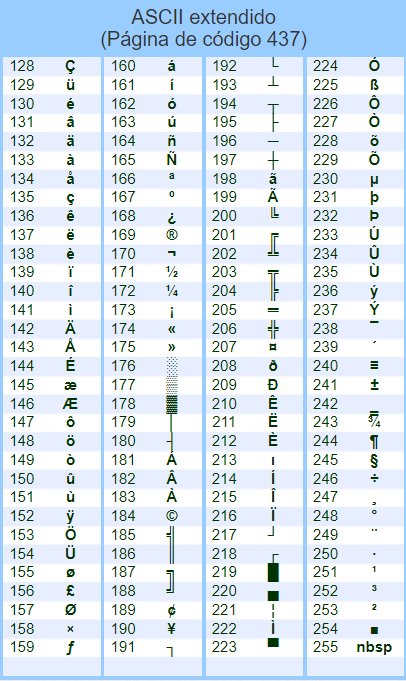 ASCII extendido
(Página de código 437)
128 Ç 160 á 192 └ 224 Ó
129 ü 161 í 193 ┴ 225 ß
130 é 162 ó 194 ┬ 226 Ô
131 â 163 ú 195 ├ 227 Ò
132 ä 164 ñ 196 ─ 228 õ
133 à 165 Ñ 197 ┼ 229 Õ
134 å 166 ª 198 ã 230 µ
135 ç 167 º 199 Ã 231 þ
136 ê 168 ¿ 200 ╚ 232 Þ
137 ë 169 ® 201 ╔ 233 Ú
138 è 170 ¬ 202 ╩ 234 Û
139 ï 171 ½ 203 ╦ 235 Ù
140 î 172 ¼ 204 ╠ 236 ý
141 ì 173 ¡ 205 ═ 237 Ý
142 Ä 174 « 206 ╬ 238 ¯
143 Å 175 » 207 ¤ 239 ´
144 É 176 ░ 208 ð 240 ≡
145 æ 177 ▒ 209 Ð 241 ±
146 Æ 178 ▓ 210 Ê 242 ‗
147 ô 179 │ 211 Ë 243 ¾
148 ö 180 ┤ 212 È 244 ¶
149 ò 181 Á 213 ı 245 §
150 û 182 Â 214 Í 246 ÷
151 ù 183 À 215 Î 247 ¸
152 ÿ 184 © 216 Ï 248 °
153 Ö 185 ╣ 217 ┘ 249 ¨
154 Ü 186 ║ 218 ┌ 250 ·
155 ø 187 ╗ 219 █ 251 ¹
156 £ 188 ╝ 220 ▄ 252 ³
157 Ø 189 ¢ 221 ¦ 253 ²
158 × 190 ¥ 222 Ì 254 ■
159 ƒ 191 ┐ 223 ▀ 255 nbsp